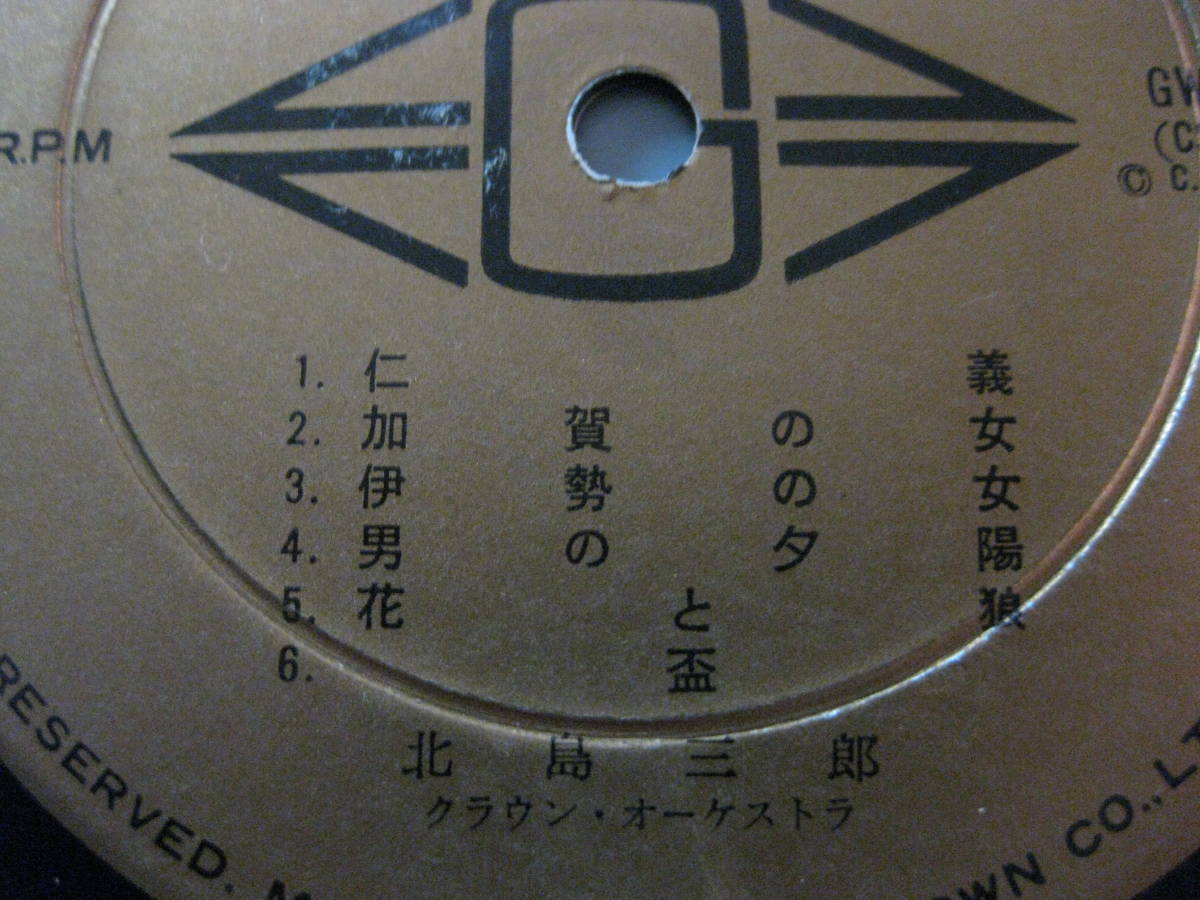 R.P.M
GW
(C.
© C.
1. 仁義
2. 加賀の女
3. 伊勢の女
4. 男の夕陽
5. 花と狼
6. 盃
北島三郎
クラウン・オーケストラ
RESERVED. M
WN CO., LT